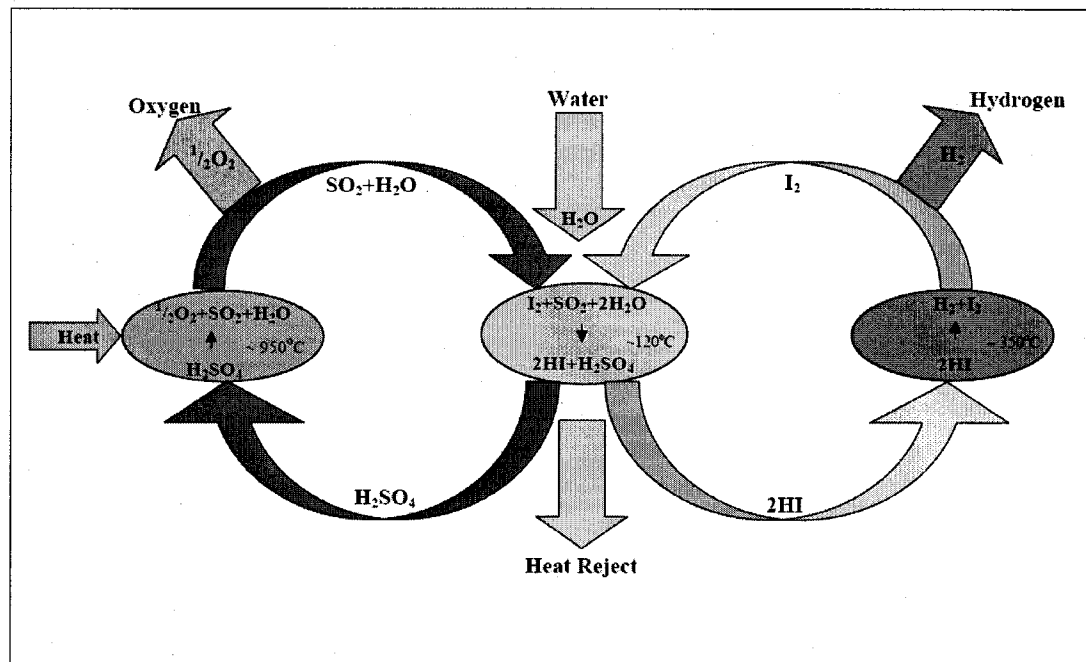 Oxygen
Water
Hydrogen
¹/₂O₂
H₂
SO₂+H₂O
I₂
H₂O
¹/₂O₂+SO₂+H₂O
I₂+SO₂+2H₂O
H₂+I₂
Heat
~ 950°C
~120°C
~ 350°C
H₂SO₄
2HI+H₂SO₄
2HI
H₂SO₄
2HI
Heat Reject